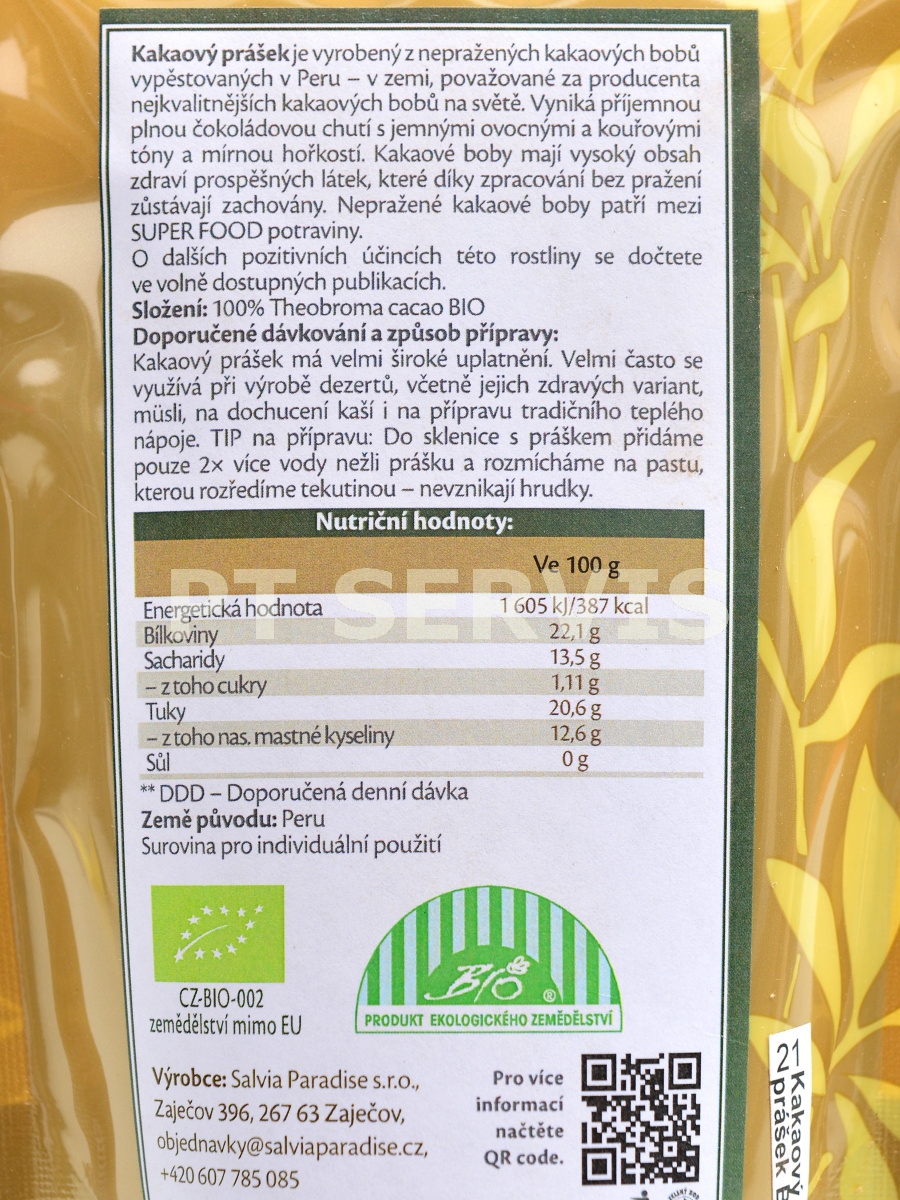 Kakaový prášek je vyrobený z nepražených kakaových bobů
vypěstovaných v Peru – v zemi, považované za producenta
nejkvalitnějších kakaových bobů na světě. Vyniká příjemnou
plnou čokoládovou chutí s jemnými ovocnými a kouřovými
tóny a mírnou hořkostí. Kakaové boby mají vysoký obsah
zdraví prospěšných látek, které díky zpracování bez pražení
zůstávají zachovány. Nepražené kakaové boby patří mezi
SUPER FOOD potraviny.
O dalších pozitivních účincích této rostliny se dočtete
ve volně dostupných publikacích.
Složení: 100% Theobroma cacao BIO
Doporučené dávkování a způsob přípravy:
Kakaový prášek má velmi široké uplatnění. Velmi často se
využívá při výrobě dezertů, včetně jejich zdravých variant,
müsli, na dochucení kaší i na přípravu tradičního teplého
nápoje. TIP na přípravu: Do sklenice s práškem přidáme
pouze 2× více vody nežli prášku a rozmícháme na pastu,
kterou rozředíme tekutinou – nevznikají hrudky.
Nutriční hodnoty:
Ve 100 g
PT SERVIS
Energetická hodnota 1 605 kJ/387 kcal
Bílkoviny 22,1 g
Sacharidy 13,5 g
– z toho cukry 1,11 g
Tuky 20,6 g
– z toho nas. mastné kyseliny 12,6 g
Sůl 0 g
** DDD – Doporučená denní dávka
Země původu: Peru
Surovina pro individuální použití
BIO ®
PRODUKT EKOLOGICKÉHO ZEMĚDĚLSTVÍ
CZ-BIO-002
zemědělství mimo EU
Výrobce: Salvia Paradise s.r.o.,
Zaječov 396, 267 63 Zaječov,
objednavky@salviaparadise.cz,
+420 607 785 085
Pro více
informací
načtěte
QR code.
21
Kakaový
prášek